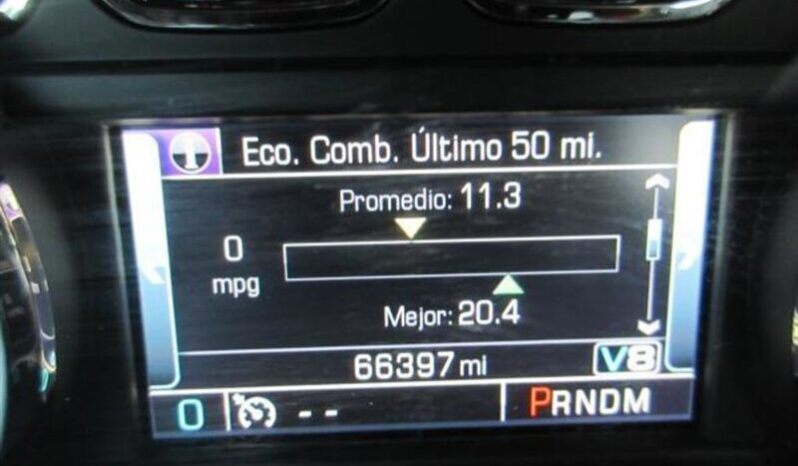 Eco. Comb. Último 50 mi.
Promedio: 11.3
0
mpg
Mejor: 20.4
66397 mi V8
0 -- PRNDM